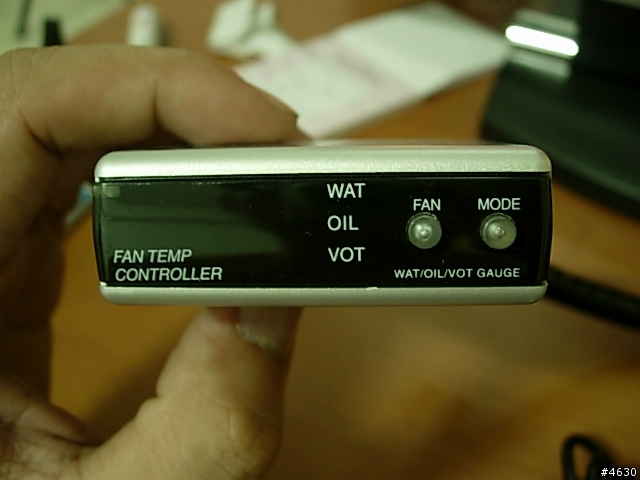 WAT
OIL
VOT
FAN TEMP
CONTROLLER
FAN
MODE
WAT/OIL/VOT GAUGE
#4630